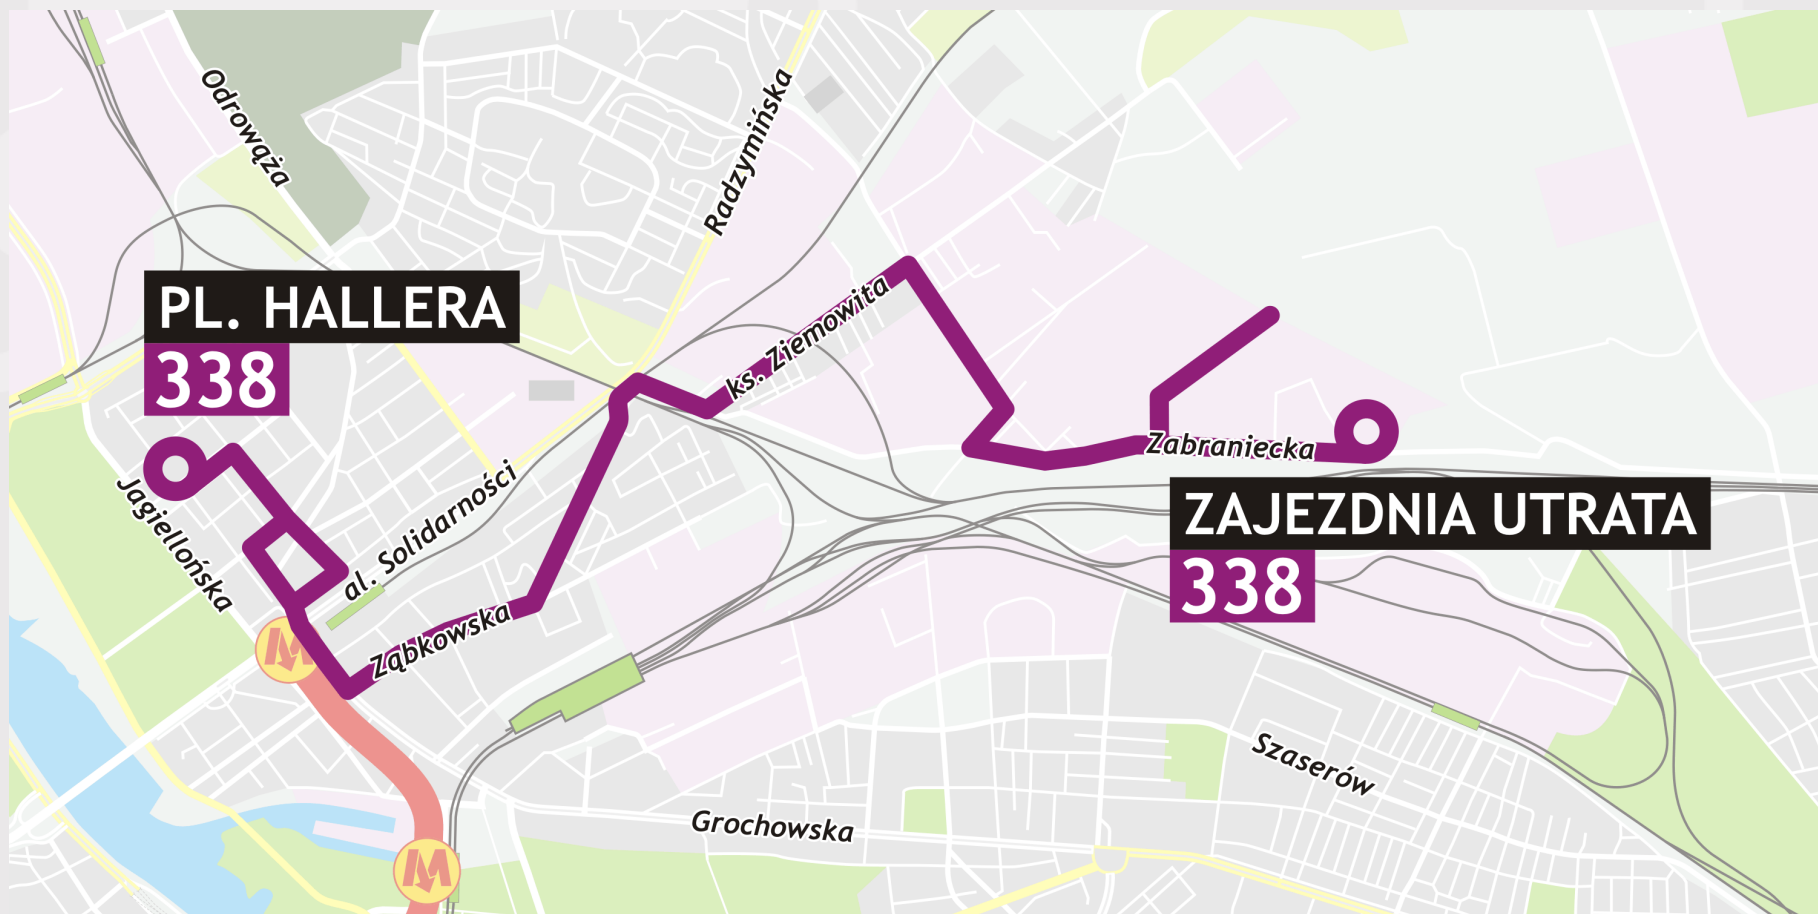 Odrowąża
Radzymińska
PL. HALLERA
338
ks. Ziemowita
Zabraniecka
Jagiellońska
al. Solidarności
ZAJEZDNIA UTRATA
338
Ząbkowska
M
Szaserów
Grochowska
M